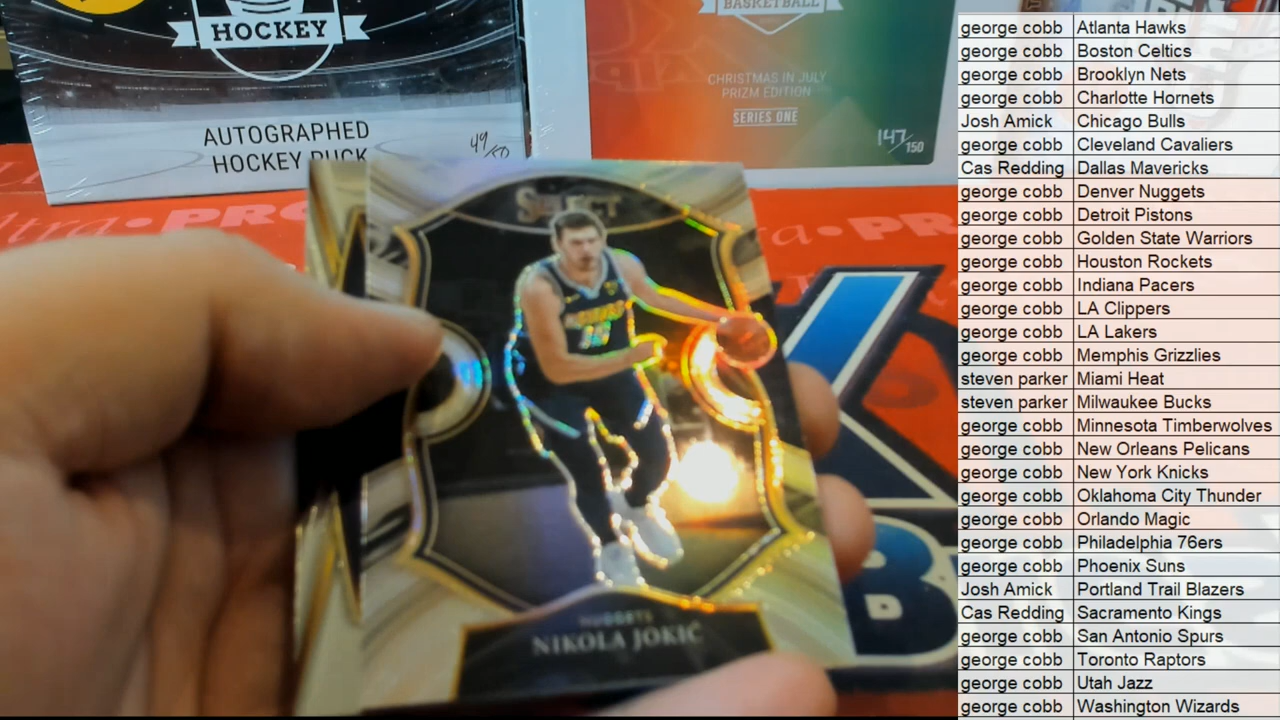 HOCKEY
AUTOGRAPHED
HOCKEY PUCK
49/50
BASKETBALL
CHRISTMAS IN JULY
PRIZM EDITION
SERIES ONE
147/150
PRO
PR
SELECT
15
NUGGETS
NIKOLA JOKIĆ
B
george cobb Atlanta Hawks
george cobb Boston Celtics
george cobb Brooklyn Nets
george cobb Charlotte Hornets
Josh Amick Chicago Bulls
george cobb Cleveland Cavaliers
Cas Redding Dallas Mavericks
george cobb Denver Nuggets
george cobb Detroit Pistons
george cobb Golden State Warriors
george cobb Houston Rockets
george cobb Indiana Pacers
george cobb LA Clippers
george cobb LA Lakers
george cobb Memphis Grizzlies
steven parker Miami Heat
steven parker Milwaukee Bucks
george cobb Minnesota Timberwolves
george cobb New Orleans Pelicans
george cobb New York Knicks
george cobb Oklahoma City Thunder
george cobb Orlando Magic
george cobb Philadelphia 76ers
george cobb Phoenix Suns
Josh Amick Portland Trail Blazers
Cas Redding Sacramento Kings
george cobb San Antonio Spurs
george cobb Toronto Raptors
george cobb Utah Jazz
george cobb Washington Wizards